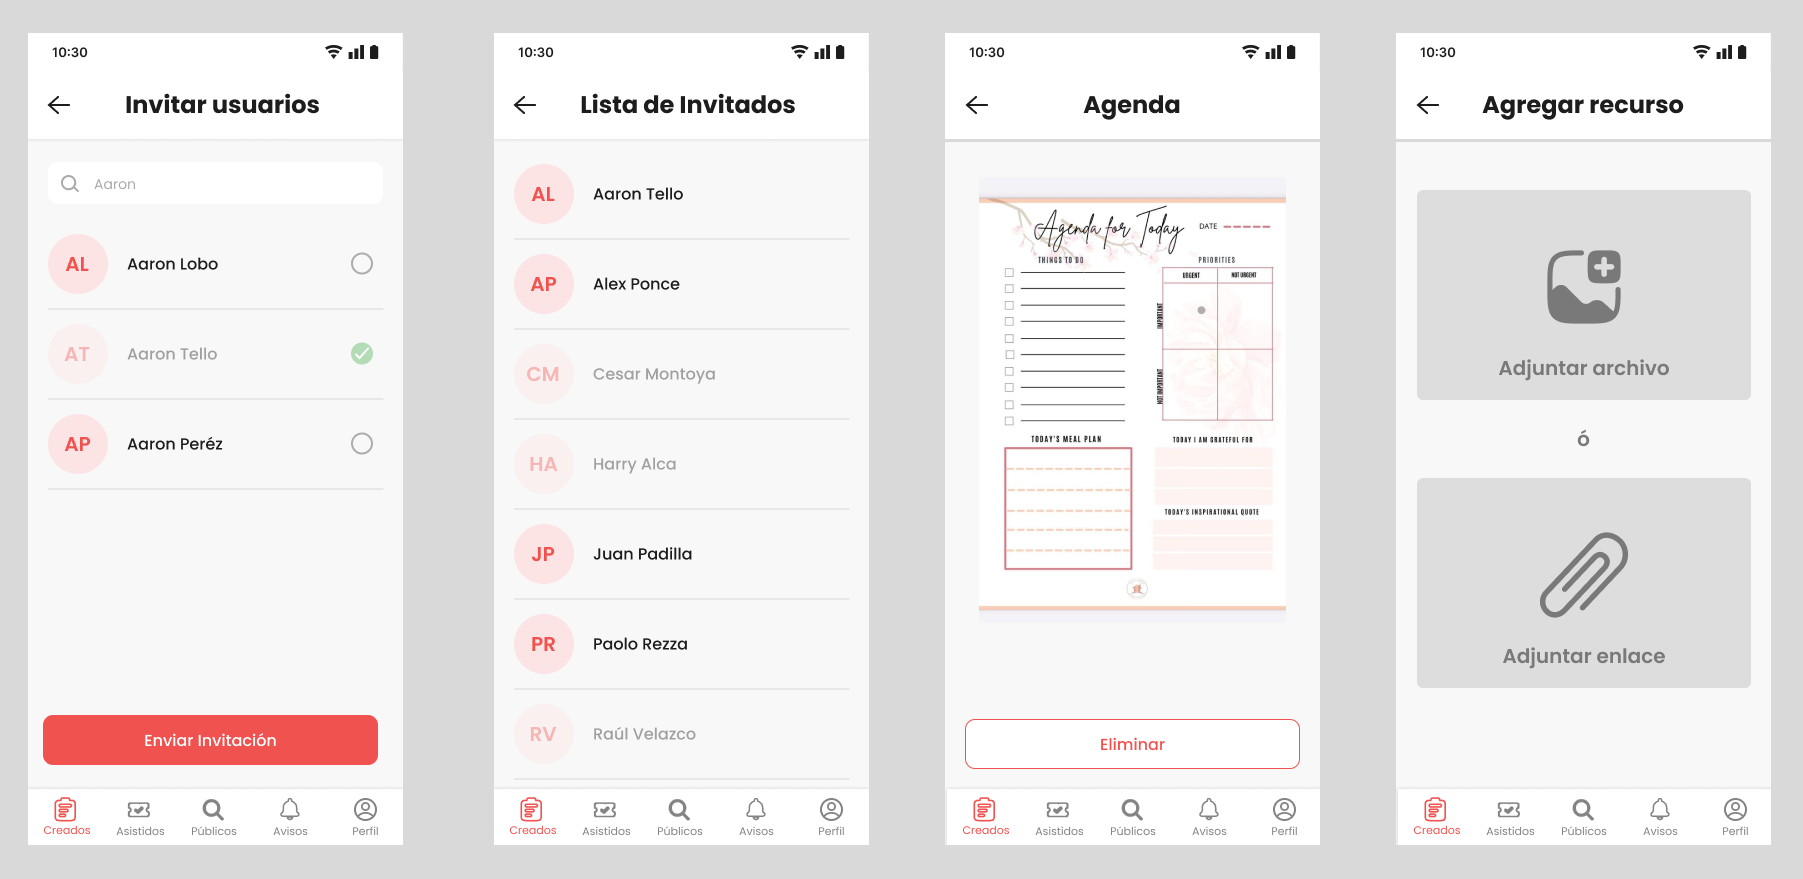 10:30
Invitar usuarios
Aaron
AL Aaron Lobo
AT Aaron Tello
AP Aaron Peréz
Enviar Invitación
Creados Asistidos Públicos Avisos Perfil
10:30
Lista de Invitados
AL Aaron Tello
AP Alex Ponce
CM Cesar Montoya
HA Harry Alca
JP Juan Padilla
PR Paolo Rezza
RV Raúl Velazco
Creados Asistidos Públicos Avisos Perfil
10:30
Agenda
Agenda for Today
DATE
THINGS TO DO
PRIORITIES
URGENT NOT URGENT
IMPORTANT
NOT IMPORTANT
TODAY'S MEAL PLAN
TODAY I AM GRATEFUL FOR
TODAY'S INSPIRATIONAL QUOTE
Eliminar
Creados Asistidos Públicos Avisos Perfil
10:30
Agregar recurso
Adjuntar archivo
ó
Adjuntar enlace
Creados Asistidos Públicos Avisos Perfil